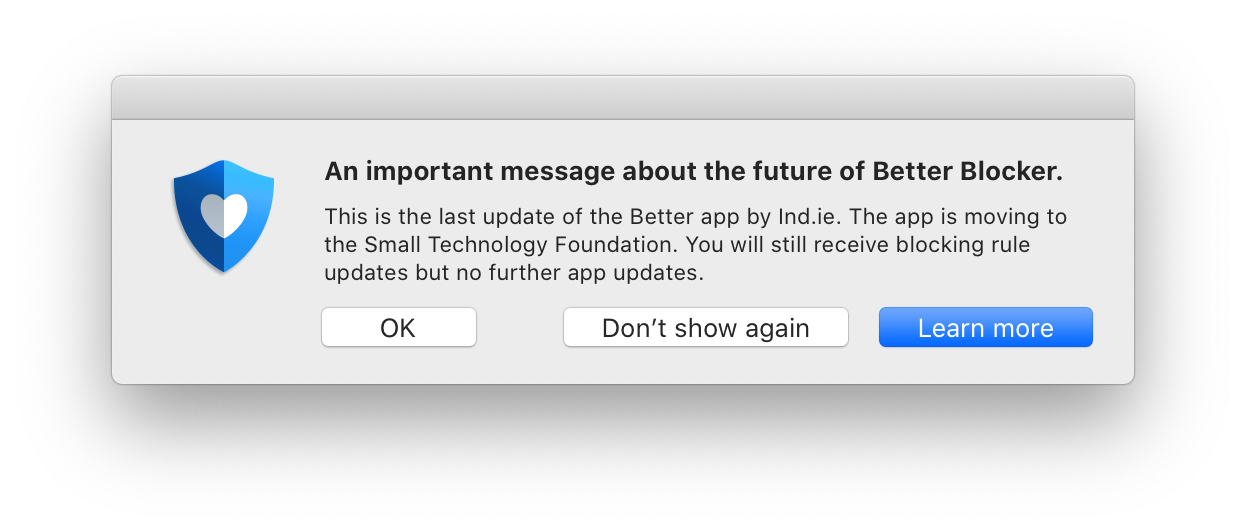 An important message about the future of Better Blocker.
This is the last update of the Better app by Ind.ie. The app is moving to
the Small Technology Foundation. You will still receive blocking rule
updates but no further app updates.
OK
Don’t show again
Learn more